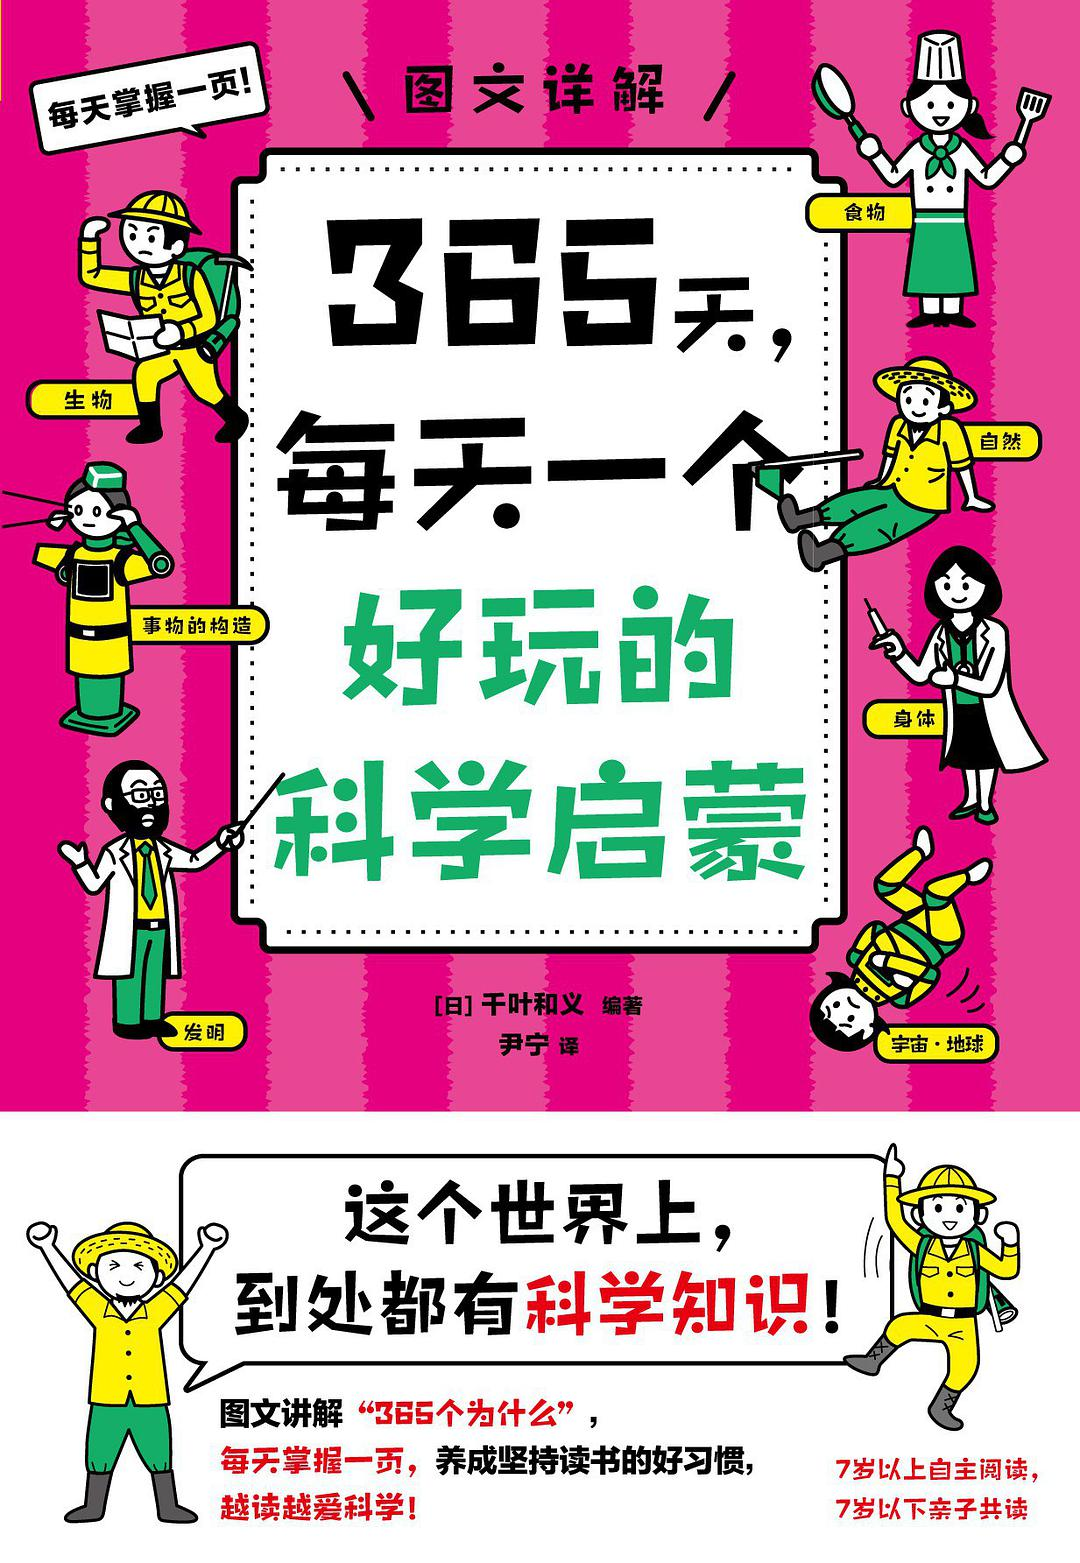 每天掌握一页!
图文详解
365天,
每天一个
好玩的
科学启蒙
食物
生物
自然
事物的构造
身体
发明
宇宙·地球
[日] 千叶和义 编著
尹宁 译
这个世界上,
到处都有科学知识!
图文讲解“365个为什么”,
每天掌握一页,养成坚持读书的好习惯,
越读越爱科学!
7岁以上自主阅读,
7岁以下亲子共读